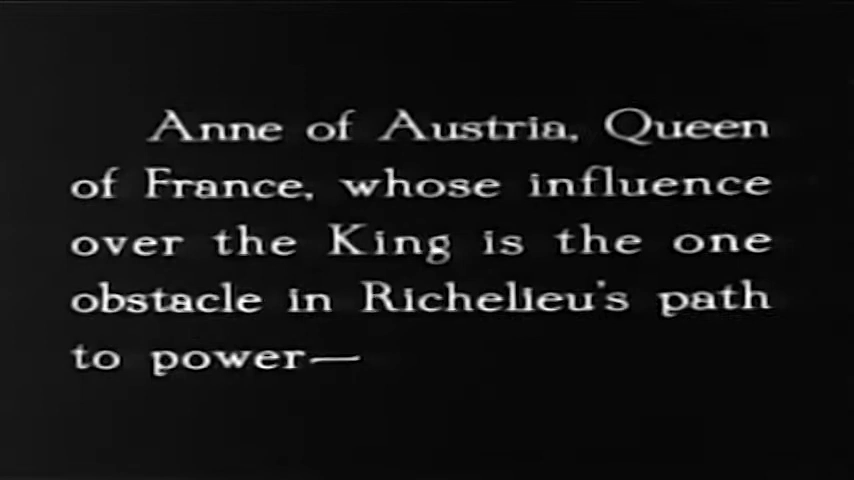 Anne of Austria, Queen
of France, whose influence
over the King is the one
obstacle in Richelieu's path
to power—